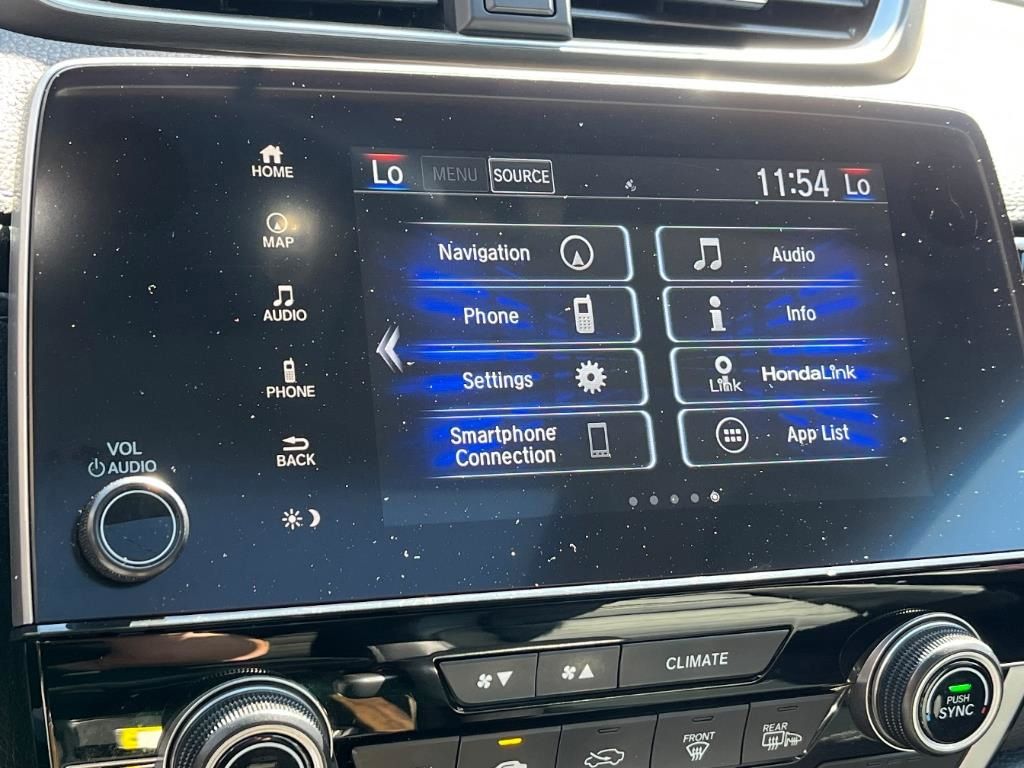 HOME
MAP
AUDIO
PHONE
BACK
VOL
AUDIO
Lo MENU SOURCE 11:54 Lo
Navigation Audio
Phone Info
Settings Link HondaLink
Smartphone
Connection
App List
CLIMATE
PUSH
SYNC
FRONT
REAR